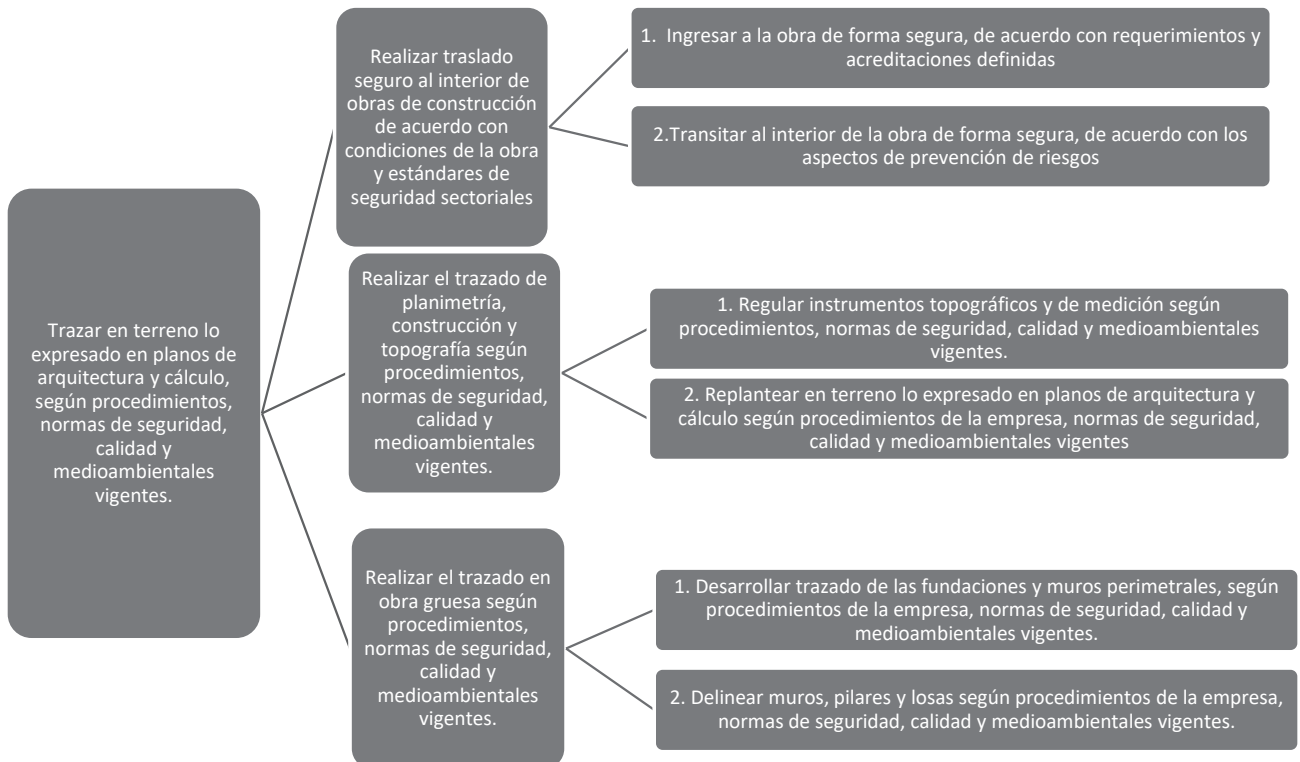 Trazar en terreno lo
expresado en planos de
arquitectura y cálculo,
según procedimientos,
normas de seguridad,
calidad y
medioambientales
vigentes.
Realizar traslado
seguro al interior de
obras de construcción
de acuerdo con
condiciones de la obra
y estándares de
seguridad sectoriales
1. Ingresar a la obra de forma segura, de acuerdo con requerimientos y
acreditaciones definidas
2.Transitar al interior de la obra de forma segura, de acuerdo con los
aspectos de prevención de riesgos
Realizar el trazado de
planimetría,
construcción y
topografía según
procedimientos,
normas de seguridad,
calidad y
medioambientales
vigentes.
1. Regular instrumentos topográficos y de medición según
procedimientos, normas de seguridad, calidad y medioambientales
vigentes.
2. Replantear en terreno lo expresado en planos de arquitectura y
cálculo según procedimientos de la empresa, normas de seguridad,
calidad y medioambientales vigentes
Realizar el trazado en
obra gruesa según
procedimientos,
normas de seguridad,
calidad y
medioambientales
vigentes.
1. Desarrollar trazado de las fundaciones y muros perimetrales, según
procedimientos de la empresa, normas de seguridad, calidad y
medioambientales vigentes.
2. Delinear muros, pilares y losas según procedimientos de la empresa,
normas de seguridad, calidad y medioambientales vigentes.